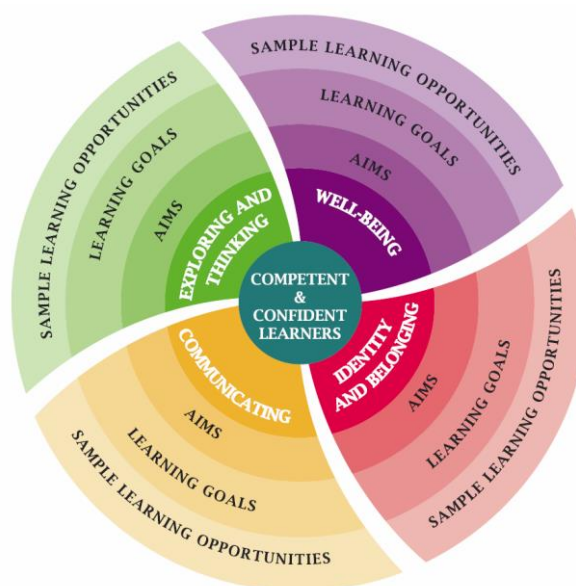 COMPETENT
&
CONFIDENT
LEARNERS
WELL-BEING
AIMS
LEARNING GOALS
SAMPLE LEARNING OPPORTUNITIES
IDENTITY
AND BELONGING
AIMS
LEARNING GOALS
SAMPLE LEARNING OPPORTUNITIES
COMMUNICATING
AIMS
LEARNING GOALS
SAMPLE LEARNING OPPORTUNITIES
EXPLORING AND
THINKING
AIMS
LEARNING GOALS
SAMPLE LEARNING OPPORTUNITIES